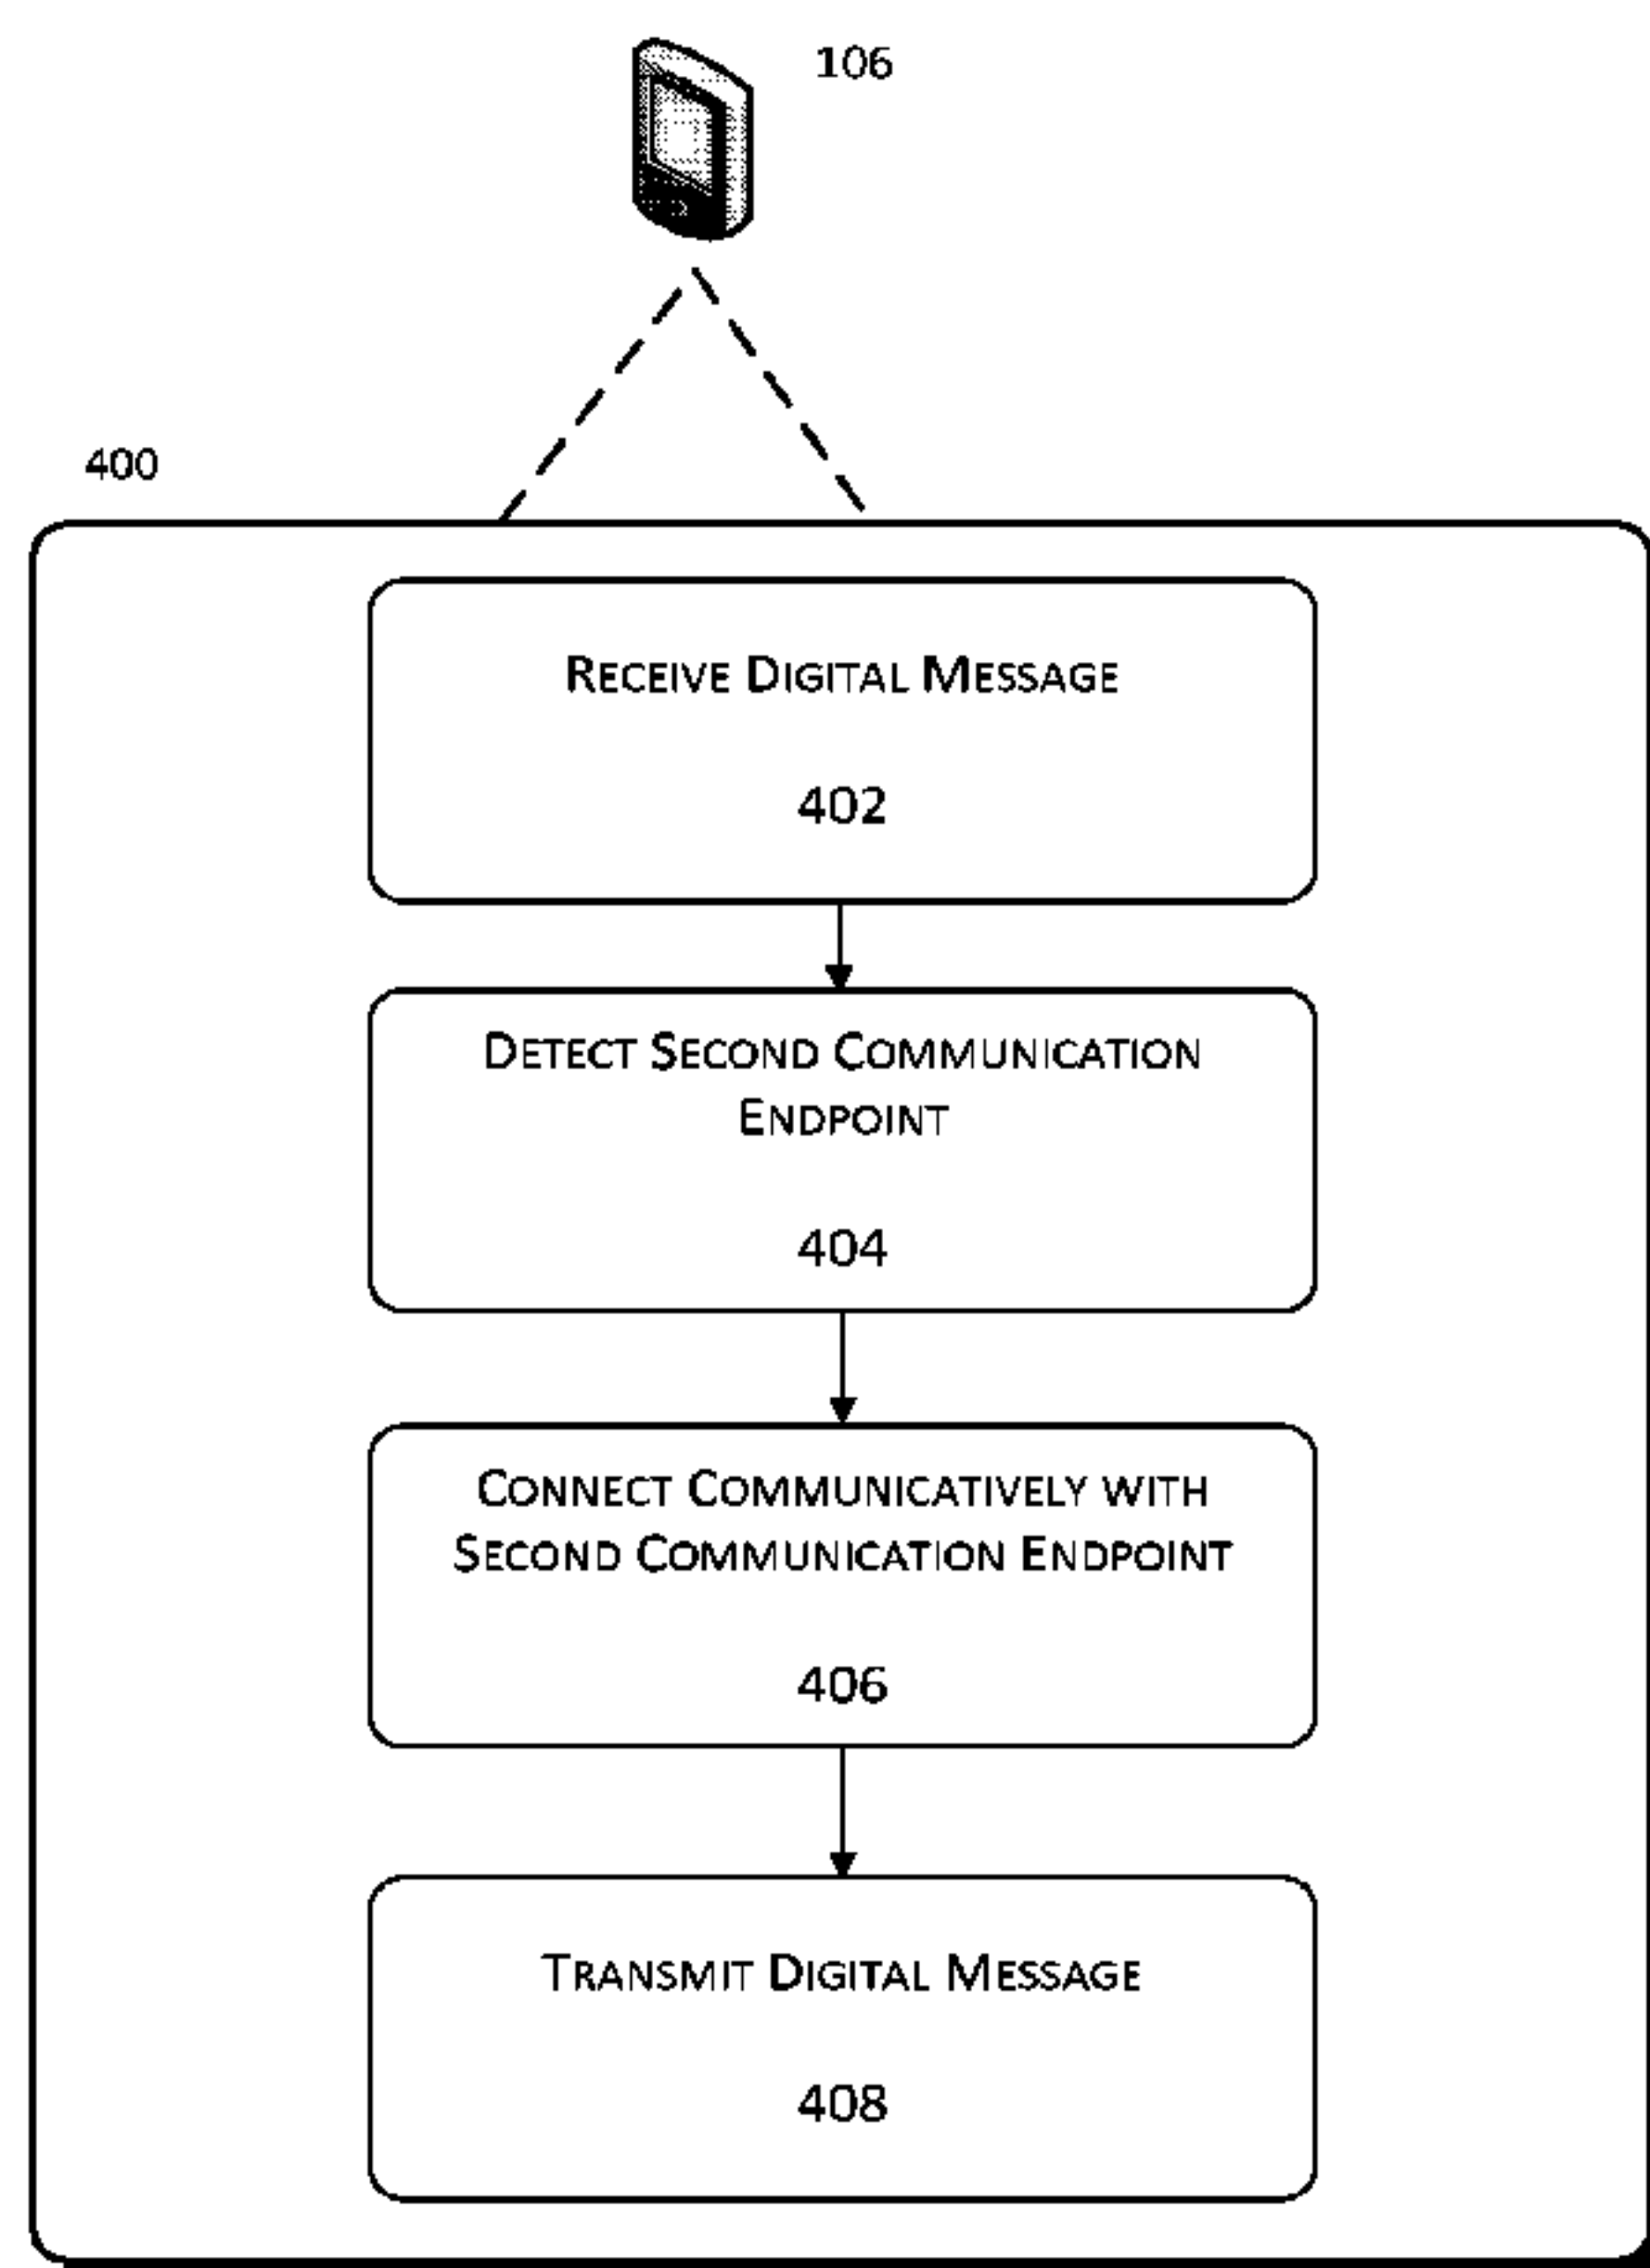 106
400
RECEIVE DIGITAL MESSAGE
402
DETECT SECOND COMMUNICATION
ENDPOINT
404
CONNECT COMMUNICATIVELY WITH
SECOND COMMUNICATION ENDPOINT
406
TRANSMIT DIGITAL MESSAGE
408